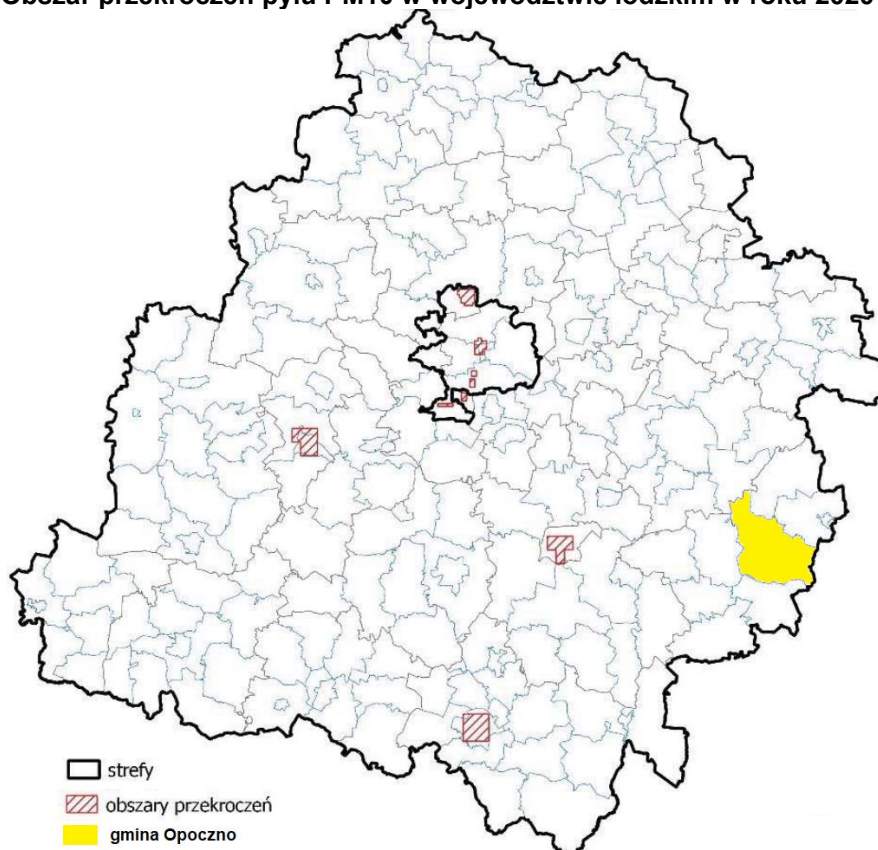 Obszar przekroczeń pyłu PM10 w województwie łódzkim w roku 2020
strefy
obszary przekroczeń
gmina Opoczno